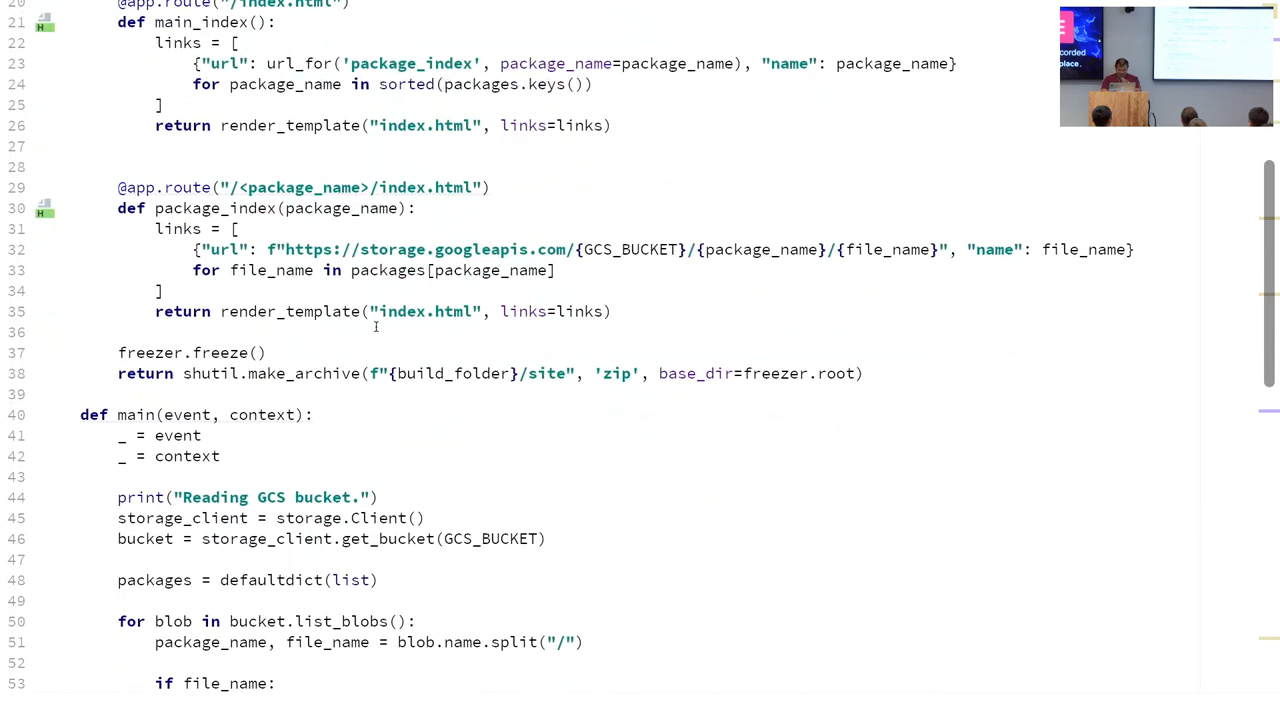 20 @app.route("/index.html")
21 def main_index():
22 links = [
23 {"url": url_for('package_index', package_name=package_name), "name": package_name}
24 for package_name in sorted(packages.keys())
25 ]
26 return render_template("index.html", links=links)
27
28
29 @app.route("/<package_name>/index.html")
30 def package_index(package_name):
31 links = [
32 {"url": f"https://storage.googleapis.com/{GCS_BUCKET}/{package_name}/{file_name}", "name": file_name}
33 for file_name in packages[package_name]
34 ]
35 return render_template("index.html", links=links)
36
37 freezer.freeze()
38 return shutil.make_archive(f"{build_folder}/site", 'zip', base_dir=freezer.root)
39
40 def main(event, context):
41 _ = event
42 _ = context
43
44 print("Reading GCS bucket.")
45 storage_client = storage.Client()
46 bucket = storage_client.get_bucket(GCS_BUCKET)
47
48 packages = defaultdict(list)
49
50 for blob in bucket.list_blobs():
51 package_name, file_name = blob.name.split("/")
52
53 if file_name:
H
H
place.